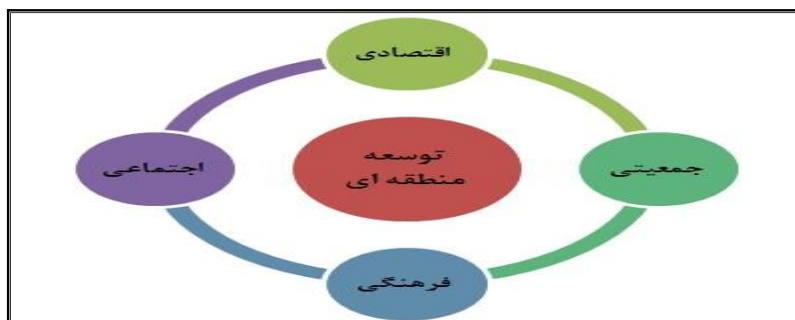 اقتصادی
جمعیتی
توسعه
منطقه ای
اجتماعی
فرهنگی